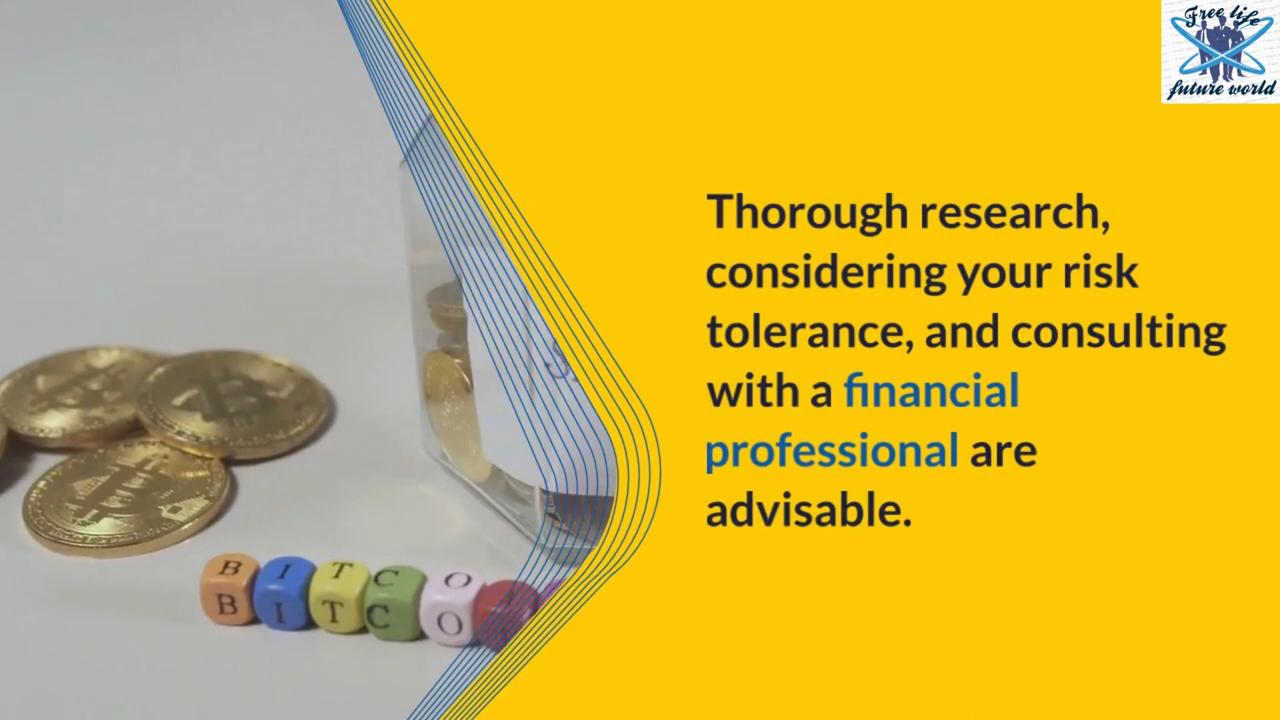 Free life
future world
Thorough research,
considering your risk
tolerance, and consulting
with a financial
professional are
advisable.
B I T C O
B I T C O